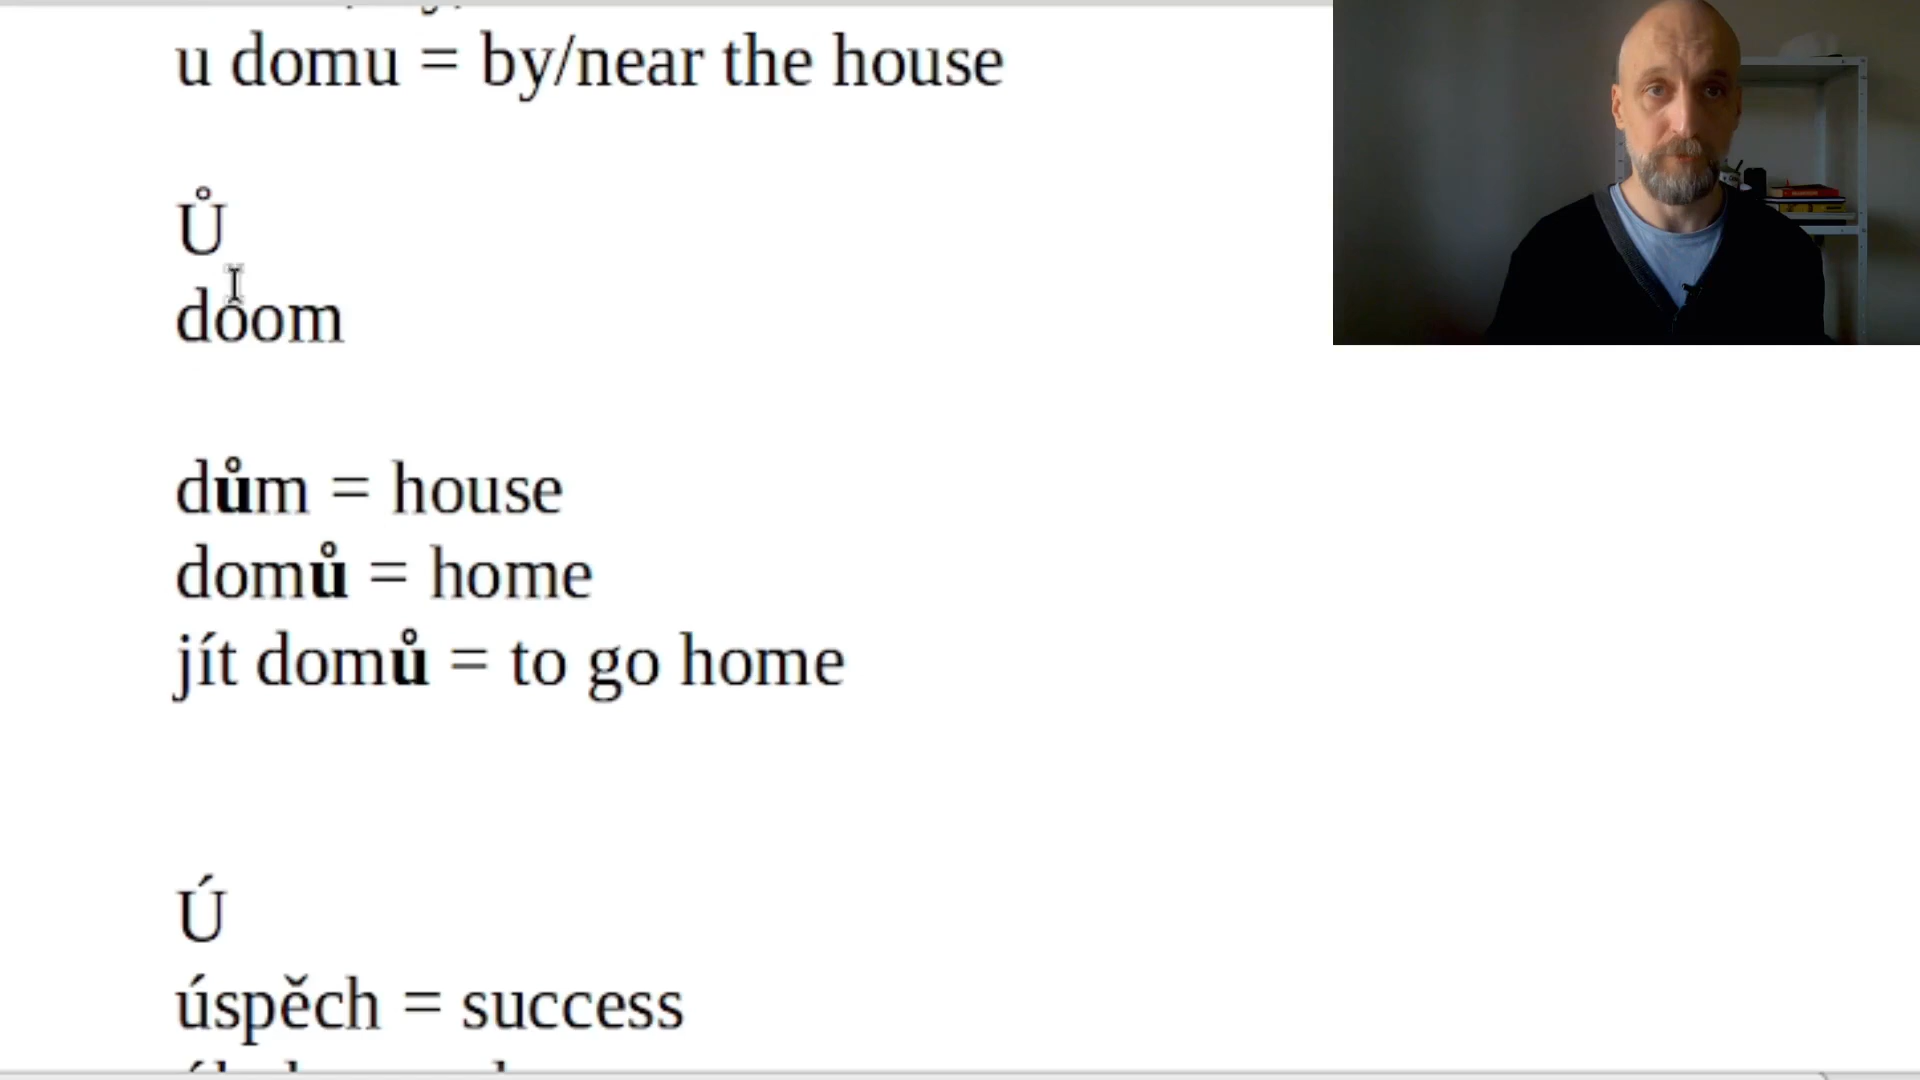 u domu = by/near the house
Ů
doom
dům = house
domů = home
jít domů = to go home
Ú
úspěch = success